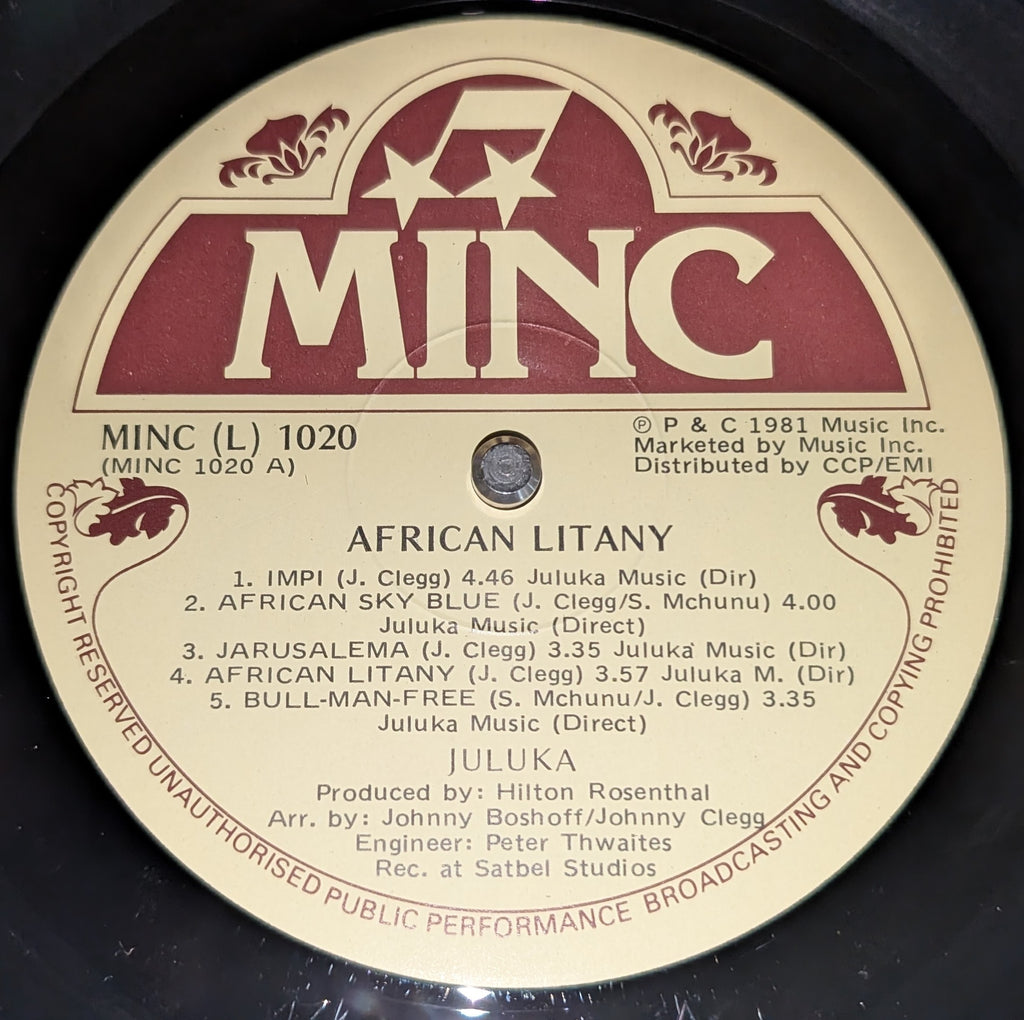 MINC
MINC (L) 1020
(MINC 1020 A)
℗ P & C 1981 Music Inc.
Marketed by Music Inc.
Distributed by CCP/EMI
AFRICAN LITANY
1. IMPI (J. Clegg) 4.46 Juluka Music (Dir)
2. AFRICAN SKY BLUE (J. Clegg/S. Mchunu) 4.00
Juluka Music (Direct)
3. JARUSALEMA (J. Clegg) 3.35 Juluka Music (Dir)
4. AFRICAN LITANY (J. Clegg) 3.57 Juluka M. (Dir)
5. BULL-MAN-FREE (S. Mchunu/J. Clegg) 3.35
Juluka Music (Direct)
JULUKA
Produced by: Hilton Rosenthal
Arr. by: Johnny Boshoff/Johnny Clegg
Engineer: Peter Thwaites
Rec. at Satbel Studios
COPYRIGHT RESERVED UNAUTHORISED PUBLIC PERFORMANCE BROADCASTING AND COPYING PROHIBITED